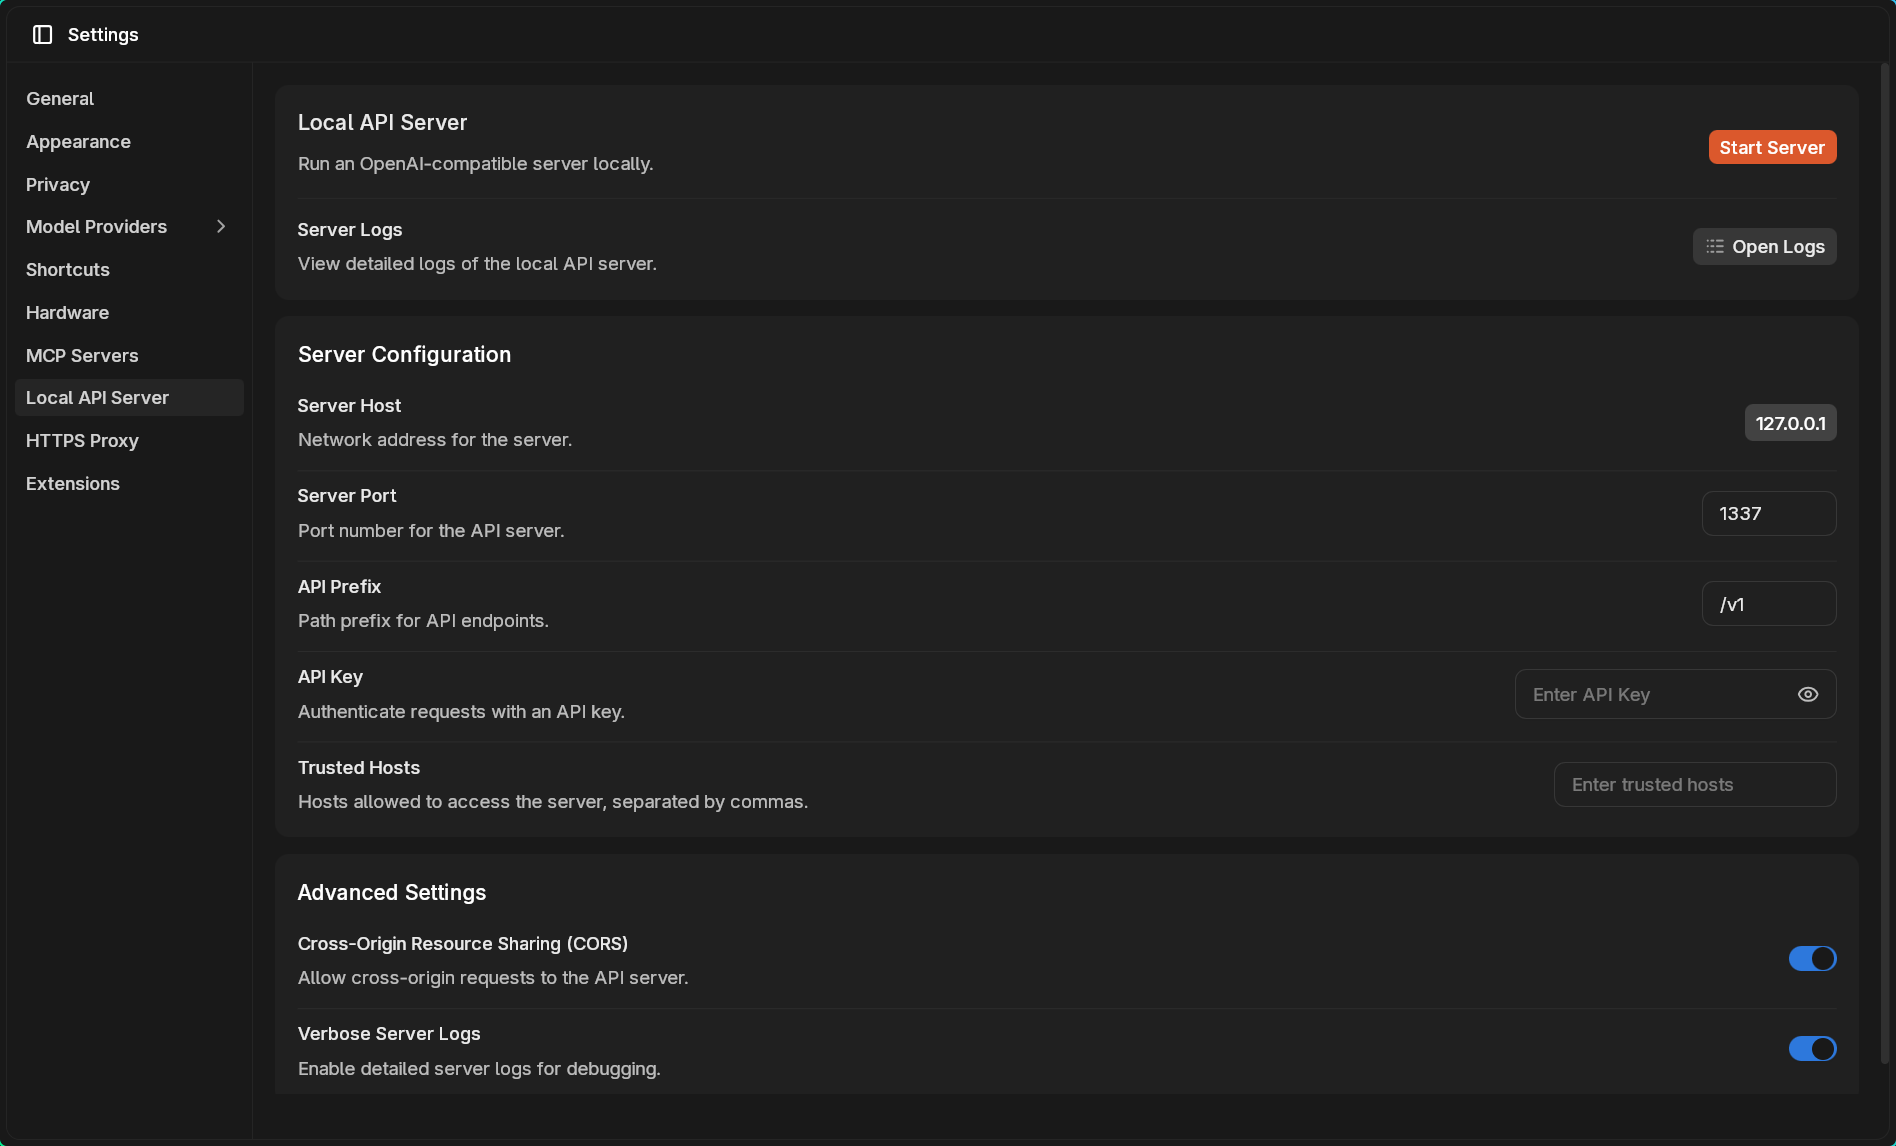 Settings
General
Appearance
Privacy
Model Providers
Shortcuts
Hardware
MCP Servers
Local API Server
HTTPS Proxy
Extensions
Local API Server
Run an OpenAI-compatible server locally.
Start Server
Server Logs
View detailed logs of the local API server.
Open Logs
Server Configuration
Server Host
Network address for the server.
127.0.0.1
Server Port
Port number for the API server.
1337
API Prefix
Path prefix for API endpoints.
/v1
API Key
Authenticate requests with an API key.
Enter API Key
Trusted Hosts
Hosts allowed to access the server, separated by commas.
Enter trusted hosts
Advanced Settings
Cross-Origin Resource Sharing (CORS)
Allow cross-origin requests to the API server.
Verbose Server Logs
Enable detailed server logs for debugging.